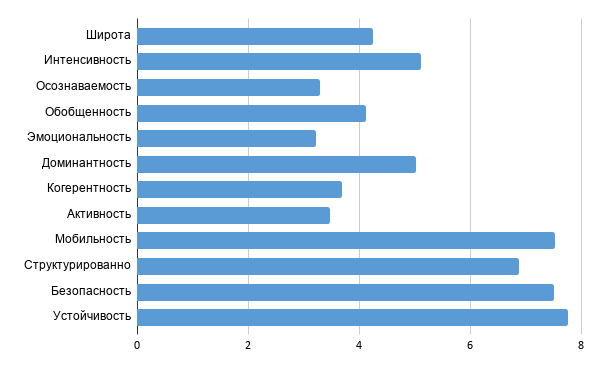 Широта
Интенсивность
Осознаваемость
Обобщенность
Эмоциональность
Доминантность
Когерентность
Активность
Мобильность
Структурированно
Безопасность
Устойчивость
0 2 4 6 8